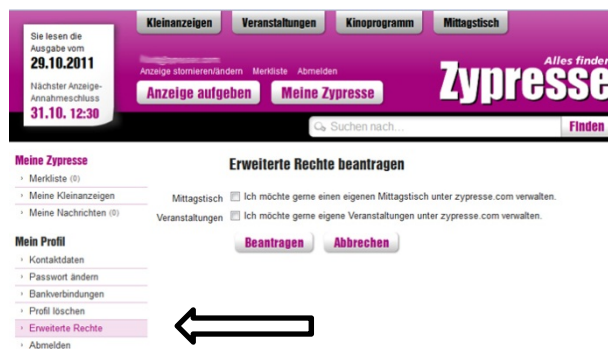 Kleinanzeigen Veranstaltungen Kinoprogramm Mittagstisch
Sie lesen die
Ausgabe vom
29.10.2011
Nächster Anzeige-
Annahmeschluss
31.10. 12:30
Anzeige stornieren/ändern Merkliste Abmelden
Anzeige aufgeben Meine Zypresse
Alles finden
Zypresse
Suchen nach... Finden
Meine Zypresse
Merkliste (0)
Meine Kleinanzeigen
Meine Nachrichten (0)
Mein Profil
Kontaktdaten
Passwort ändern
Bankverbindungen
Profil löschen
Erweiterte Rechte
Abmelden
Erweiterte Rechte beantragen
Mittagstisch Ich möchte gerne einen eigenen Mittagstisch unter zypresse.com verwalten.
Veranstaltungen Ich möchte gerne eigene Veranstaltungen unter zypresse.com verwalten.
Beantragen Abbrechen